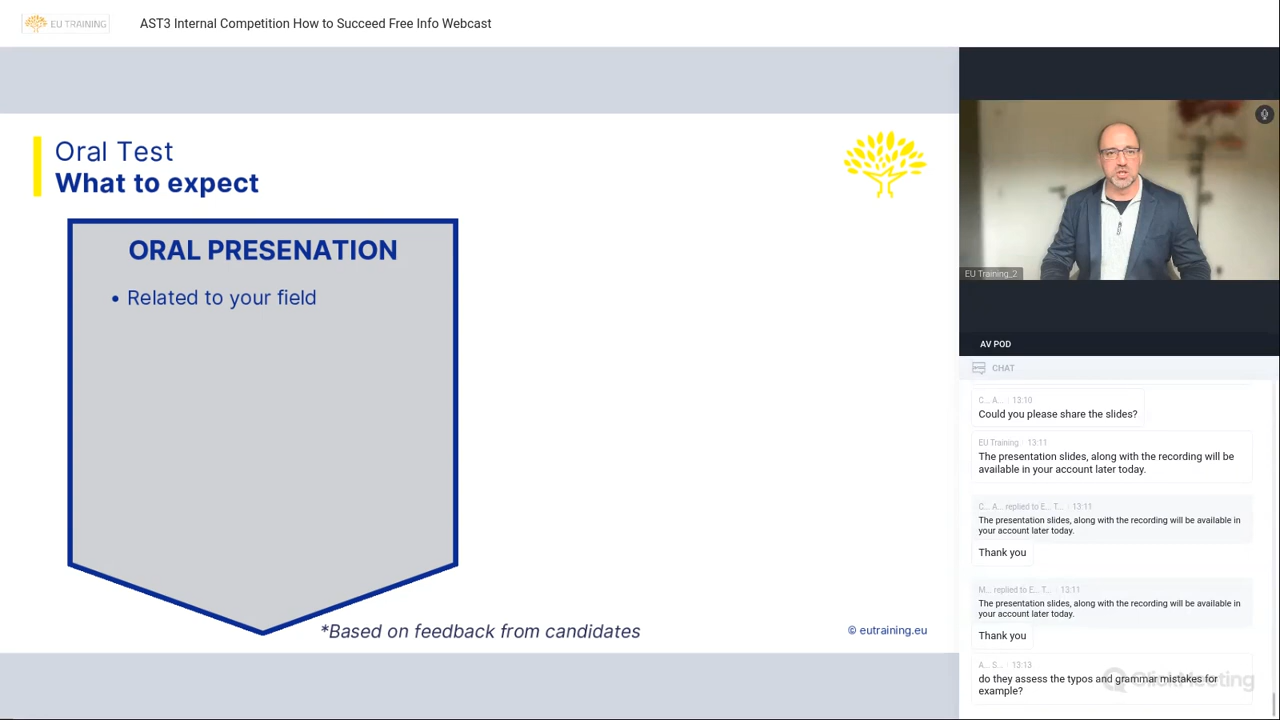 EU TRAINING
AST3 Internal Competition How to Succeed Free Info Webcast
Oral Test
What to expect
ORAL PRESENATION
• Related to your field
*Based on feedback from candidates
© eutraining.eu
EU Training_2
AV POD
CHAT
C... A... 13:10
Could you please share the slides?
EU Training 13:11
The presentation slides, along with the recording will be
available in your account later today.
C... A... replied to E... T... 13:11
The presentation slides, along with the recording will be available in
your account later today.
Thank you
M... replied to E... T... 13:11
The presentation slides, along with the recording will be available in
your account later today.
Thank you
A... S... 13:13
do they assess the typos and grammar mistakes for
example?
ClickMeeting